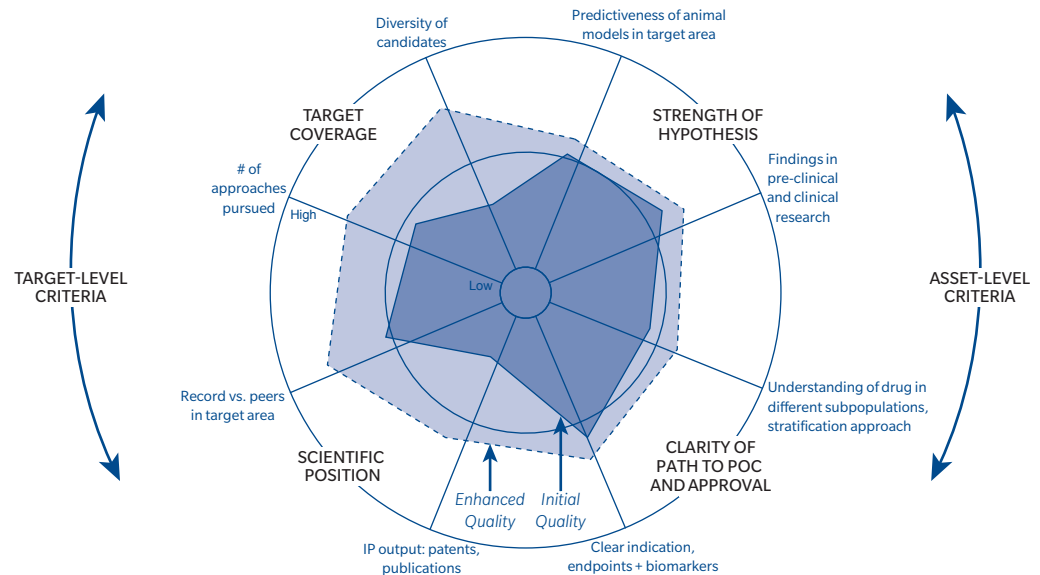 Diversity of
candidates
Predictiveness of animal
models in target area
TARGET
COVERAGE
STRENGTH OF
HYPOTHESIS
# of
approaches
pursued
High
Findings in
pre-clinical
and clinical
research
TARGET-LEVEL
CRITERIA
Low
ASSET-LEVEL
CRITERIA
Record vs. peers
in target area
Understanding of drug in
different subpopulations,
stratification approach
SCIENTIFIC
POSITION
CLARITY OF
PATH TO POC
AND APPROVAL
Enhanced
Quality
Initial
Quality
IP output: patents,
publications
Clear indication,
endpoints + biomarkers